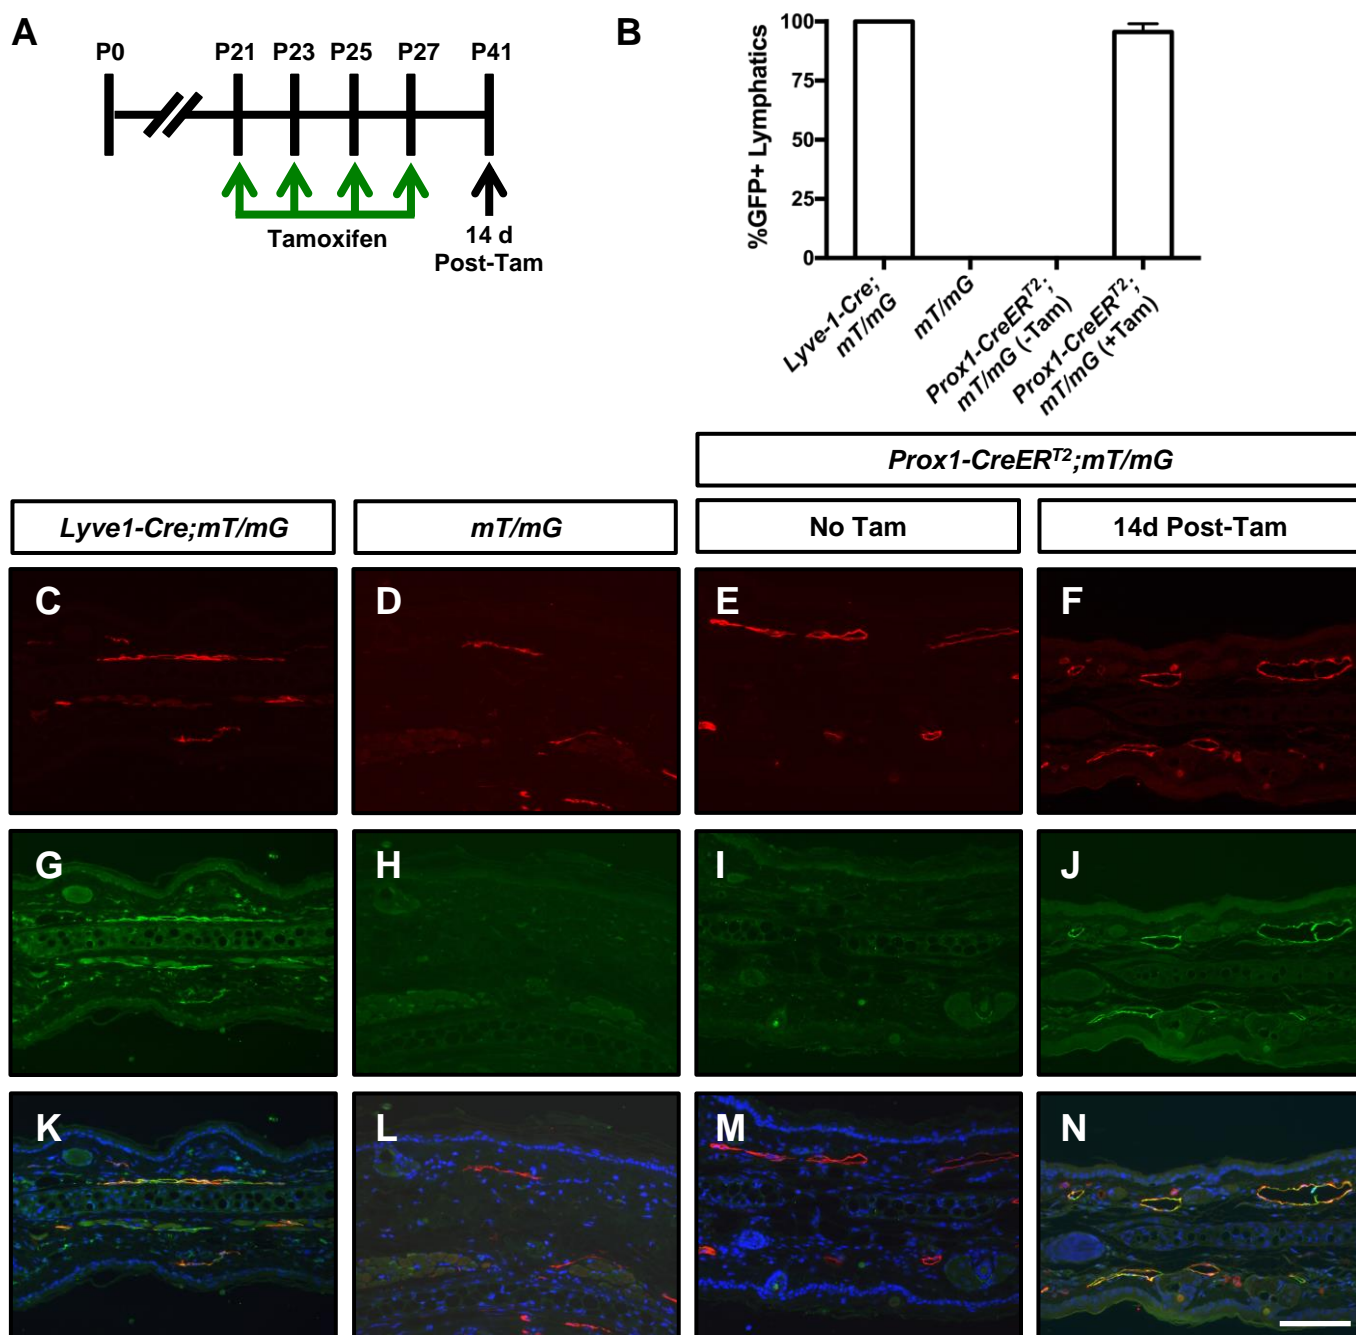 A
P0 P21 P23 P25 P27 P41
Tamoxifen
14 d
Post-Tam
B
%GFP+ Lymphatics
100
75
50
25
0
Lyve-1-Cre;
mT/mG
mT/mG
Prox1-CreERT2;
mT/mG (-Tam)
Prox1-CreERT2;
mT/mG (+Tam)
Prox1-CreERT2;mT/mG
Lyve1-Cre;mT/mG
mT/mG
No Tam
14d Post-Tam
C
D
E
F
G
H
I
J
K
L
M
N